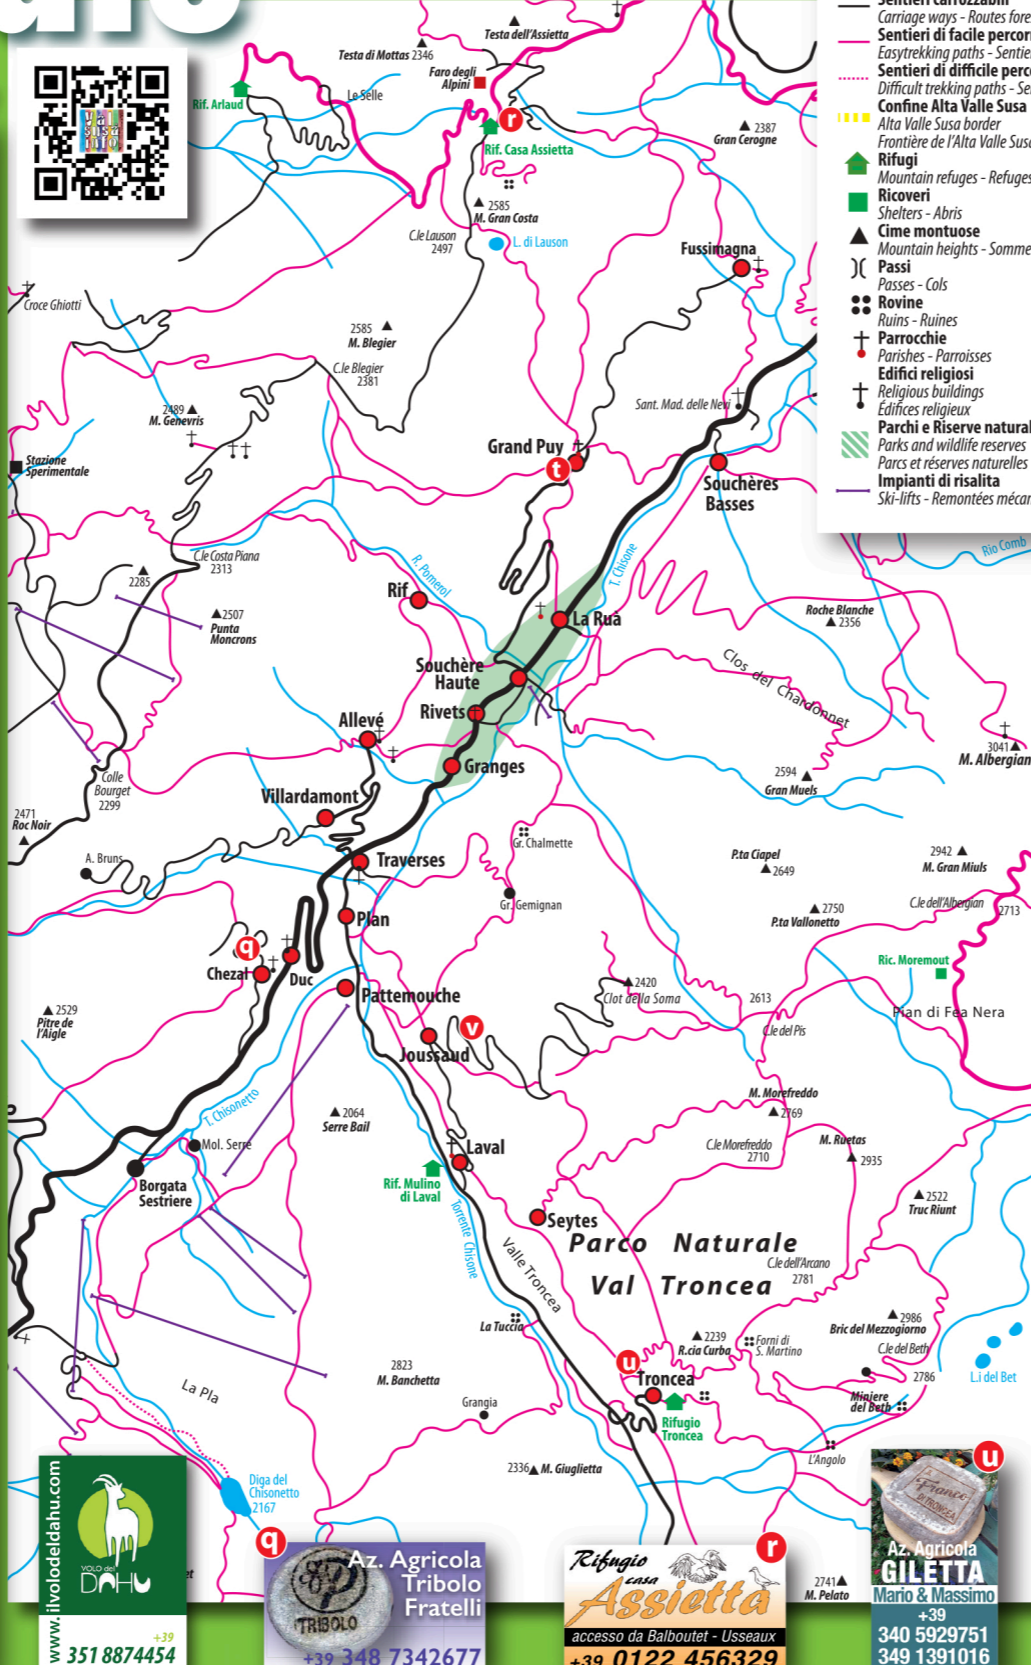 Sentieri carrozzabili
Carriage ways - Routes fore
Sentieri di facile percorr
Easytrekking paths - Sentie
Sentieri di difficile perco
Difficult trekking paths - Se
Confine Alta Valle Susa
Alta Valle Susa border
Frontière de l'Alta Valle Susa
Rifugi
Mountain refuges - Refuges
Ricoveri
Shelters - Abris
Cime montuose
Mountain heights - Somme
Passi
Passes - Cols
Rovine
Ruins - Ruines
Parrocchie
Parishes - Parroisses
Edifici religiosi
Religious buildings
Édifices religieux
Parchi e Riserve natural
Parks and wildlife reserves
Parcs et réserves naturelles
Impianti di risalita
Ski-lifts - Remontées mécan
Testa dell'Assietta
Testa di Mottas 2346
Faro degli
Alpini
Rif. Arlaud
Le Selle
r
Rif. Casa Assietta
2387
Gran Cerogne
2585
M. Gran Costa
C.le Lauson
2497
L. di Lauson
Fussimagna
Croce Ghiotti
2585
M. Blegier
C.le Blegier
2381
2489
M. Genevris
Sant. Mad. delle Nevi
Grand Puy
t
Stazione
Sperimentale
Souchères
Basses
Rio Comb
C.le Costa Piana
2313
R. Pomerol
T. Chisone
2285
Rif
2507
Punta
Moncrons
La Ruà
Roche Blanche
2356
Souchère
Haute
Clos del Chardonnet
Rivets
Allevé
3041
M. Albergian
Granges
Colle
Bourget
2299
2594
Gran Muels
Villardamont
2471
Roc Noir
A. Bruns
Gr. Chalmette
Traverses
P.ta Ciapel
2649
2942
M. Gran Miuls
Gr. Gemignan
C.le dell'Albergian
2713
Plan
2750
P.ta Vallonetto
q
Chezal
Duc
Ric. Moremout
Pattemouche
2420
Clot della Soma
2613
Pian di Fea Nera
2529
Pitre de
l'Aigle
v
Joussaud
C.le del Pis
T. Chisonetto
M. Morefreddo
2769
2064
Serre Bail
Mol. Serre
Laval
C.le Morefreddo
2710
M. Ruetas
2935
Borgata
Sestriere
Rif. Mulino
di Laval
2522
Truc Riunt
Seytes
Torrente Chisone
Valle Troncea
Parco Naturale
Val Troncea
C.le dell'Arcano
2781
La Tuccia
2986
Bric del Mezzogiorno
2239
R.cia Curba
Forni di
S. Martino
C.le del Beth
2786
L.i del Bet
u
Troncea
2823
M. Banchetta
La Pla
Grangia
Miniere
del Beth
Rifugio
Troncea
L'Angolo
2336 M. Giuglietta
Diga del
Chisonetto
2167
2741
M. Pelato
www.ilvolodeldahu.com
VOLO del
DAHU
+39
351 8874454
q
Az. Agricola
Tribolo
Fratelli
TRIBOLO
+39 348 7342677
r
Rifugio
casa
Assietta
accesso da Balboutet - Usseaux
+39 0122 456329
u
Franco
DI TRONCEA
Az. Agricola
GILETTA
Mario & Massimo
+39
340 5929751
349 1391016